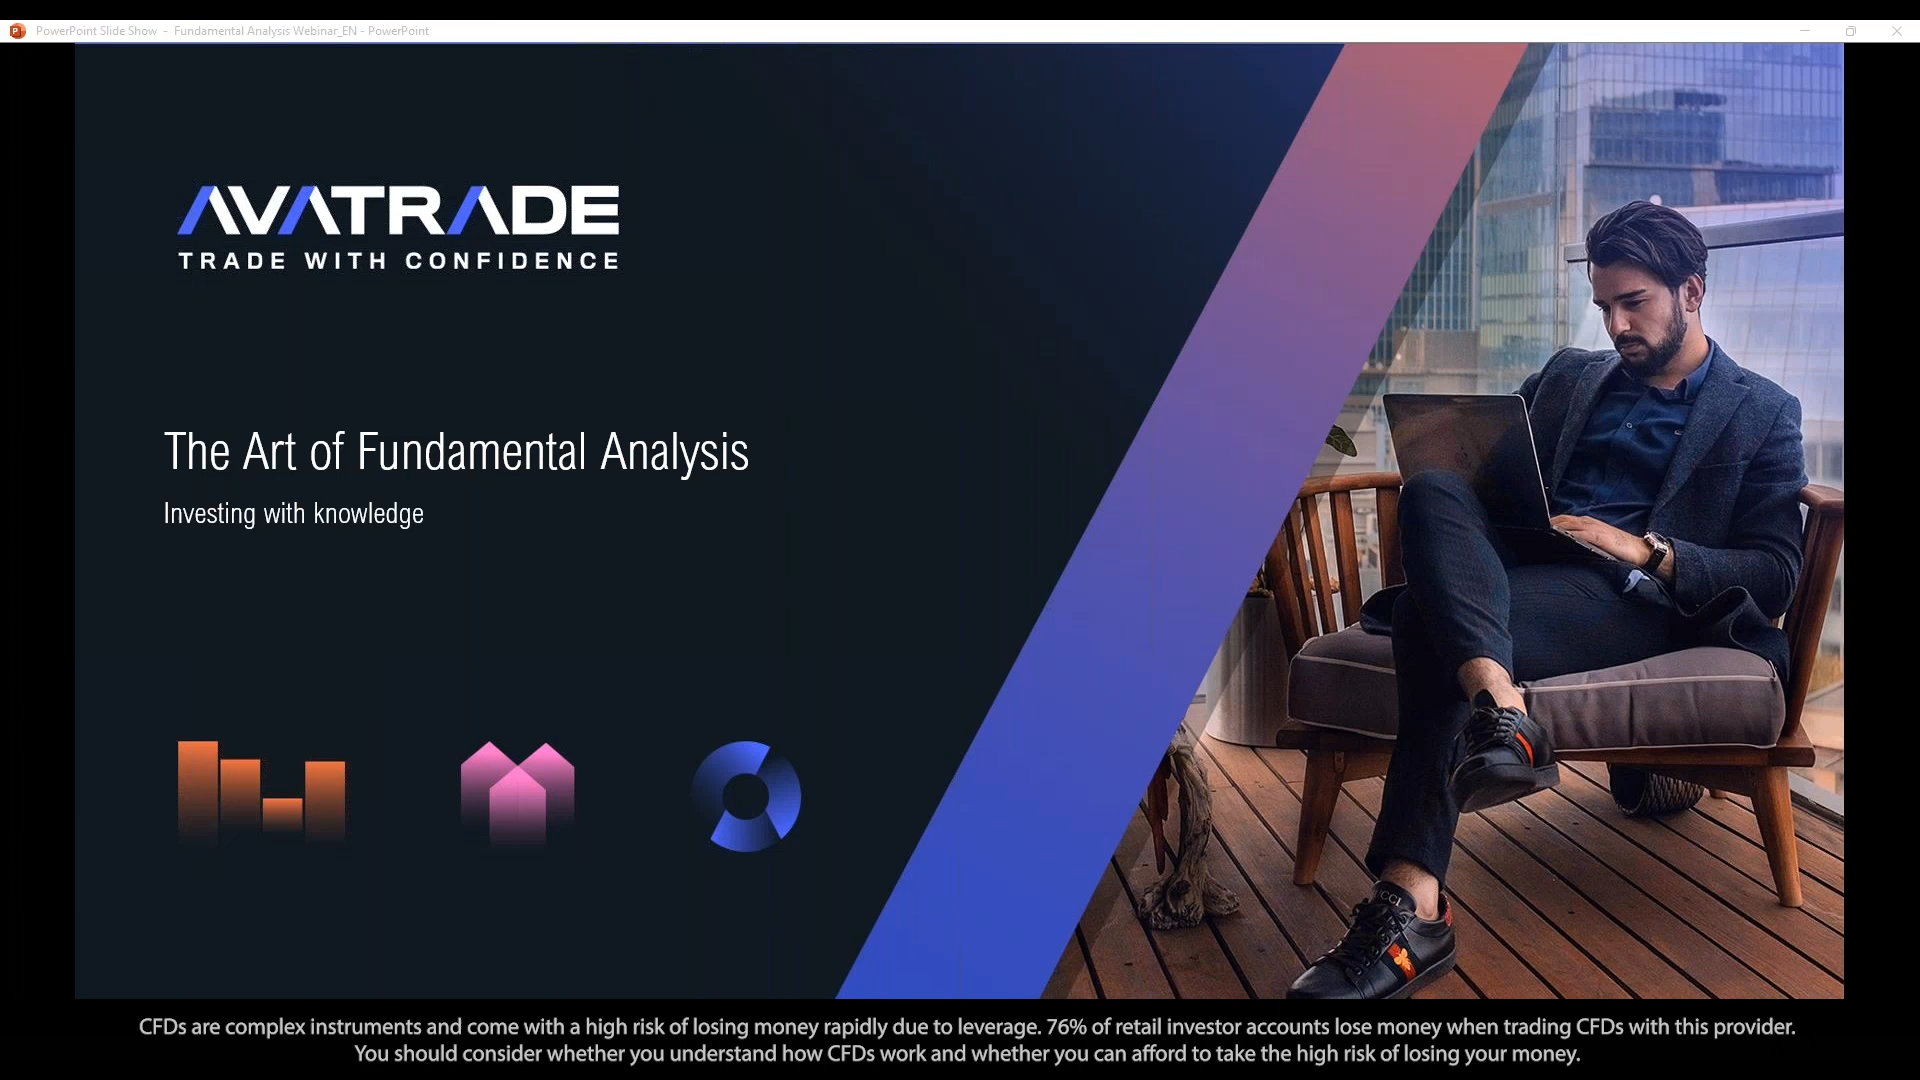 PowerPoint Slide Show - Fundamental Analysis Webinar_EN - PowerPoint
AVATRADE
TRADE WITH CONFIDENCE
The Art of Fundamental Analysis
Investing with knowledge
CFDs are complex instruments and come with a high risk of losing money rapidly due to leverage. 76% of retail investor accounts lose money when trading CFDs with this provider.
You should consider whether you understand how CFDs work and whether you can afford to take the high risk of losing your money.